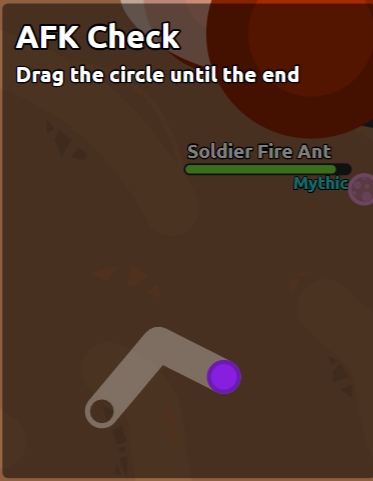 AFK Check
Drag the circle until the end
Soldier Fire Ant
Mythic